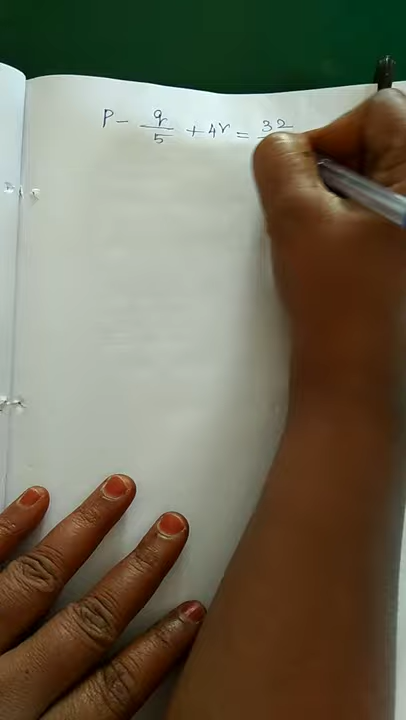 P - q/5 + 4r = 32